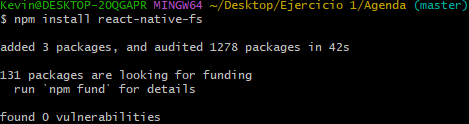 Kevin@DESKTOP-2OQGAPR MINGW64 ~/Desktop/Ejercicio 1/Agenda (master)
$ npm install react-native-fs
added 3 packages, and audited 1278 packages in 42s
131 packages are looking for funding
  run `npm fund` for details
found 0 vulnerabilities